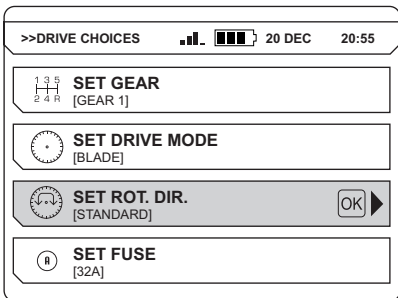 >>DRIVE CHOICES 20 DEC 20:55
1 3 5
2 4 R
SET GEAR
[GEAR 1]
SET DRIVE MODE
[BLADE]
SET ROT. DIR.
[STANDARD]
OK
A
SET FUSE
[32A]